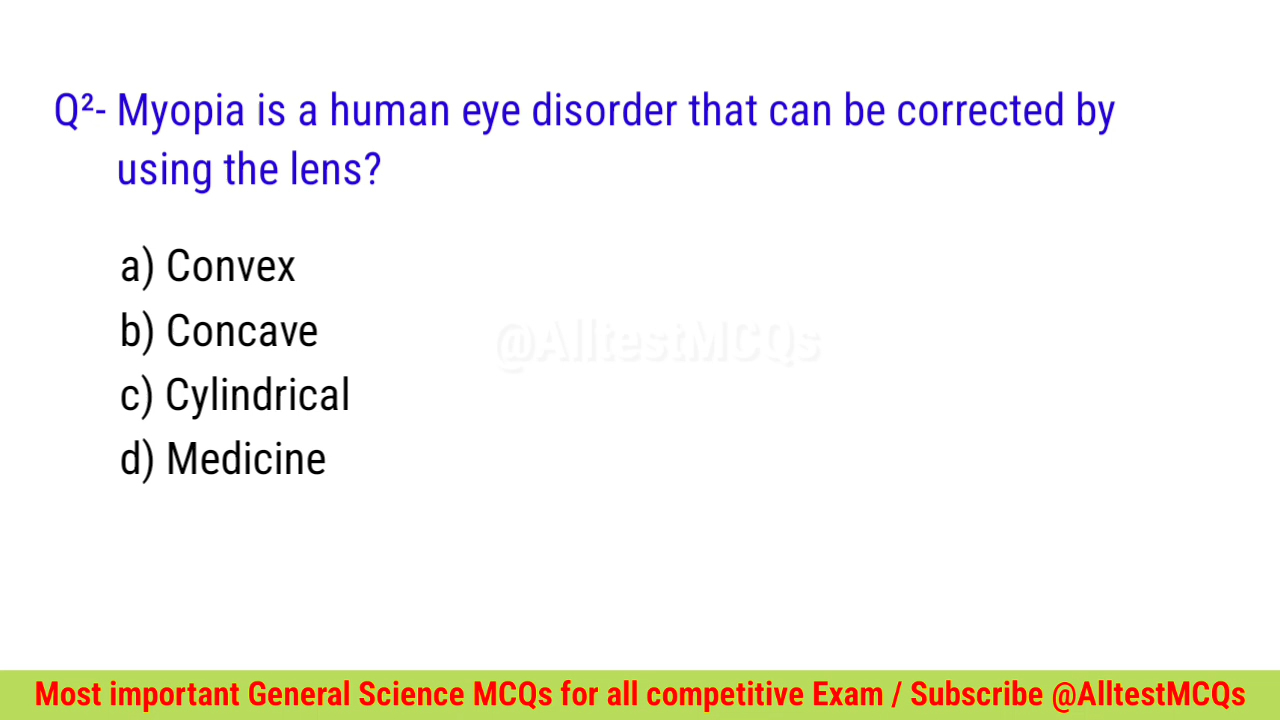 Q²- Myopia is a human eye disorder that can be corrected by
using the lens?
a) Convex
b) Concave
@AlltestMCQs
c) Cylindrical
d) Medicine
Most important General Science MCQs for all competitive Exam / Subscribe @AlltestMCQs